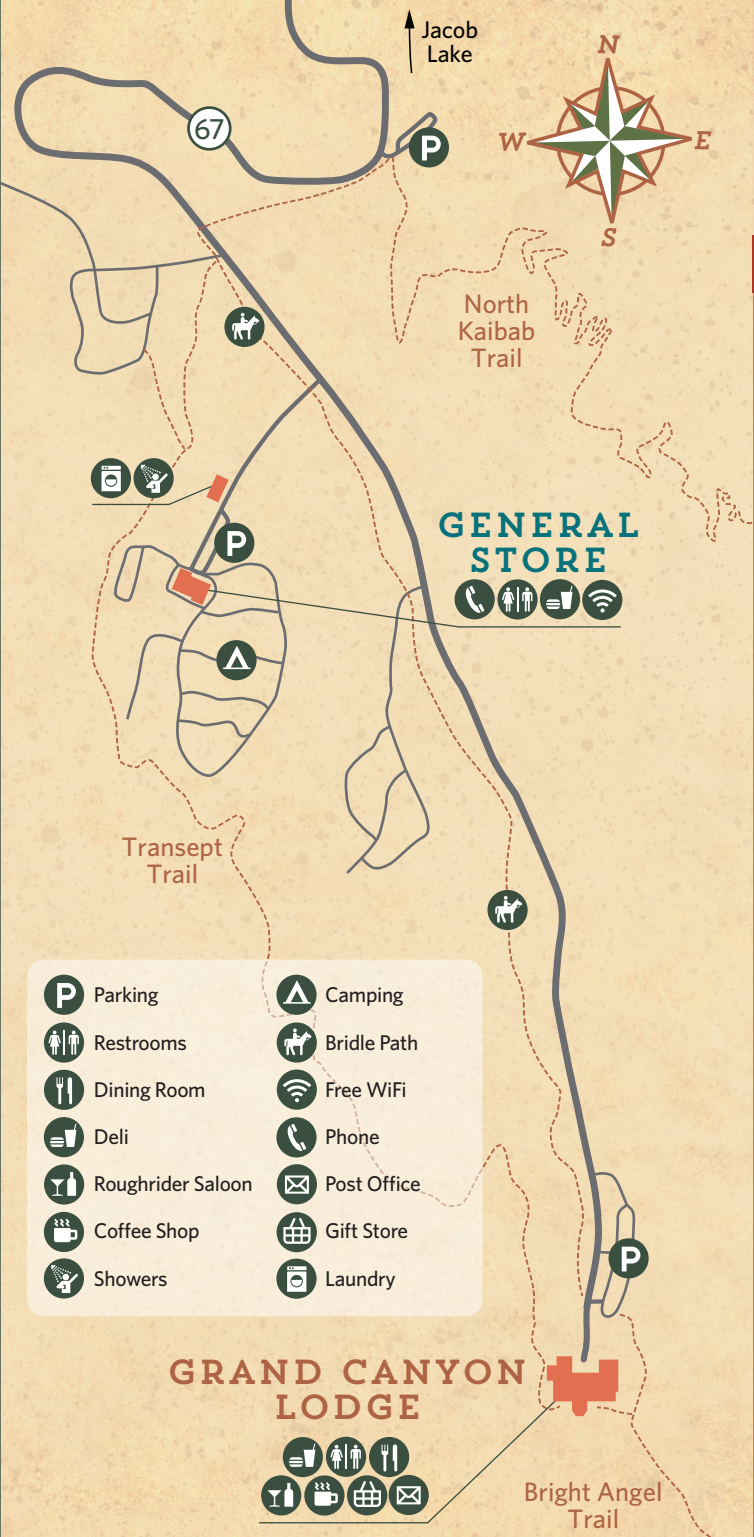 Jacob
Lake
N
67
P
W
E
S
North
Kaibab
Trail
GENERAL
STORE
P
Transept
Trail
P Parking
Restrooms
Dining Room
Deli
Roughrider Saloon
Coffee Shop
Showers
Camping
Bridle Path
Free WiFi
Phone
Post Office
Gift Store
Laundry
P
GRAND CANYON
LODGE
Bright Angel
Trail